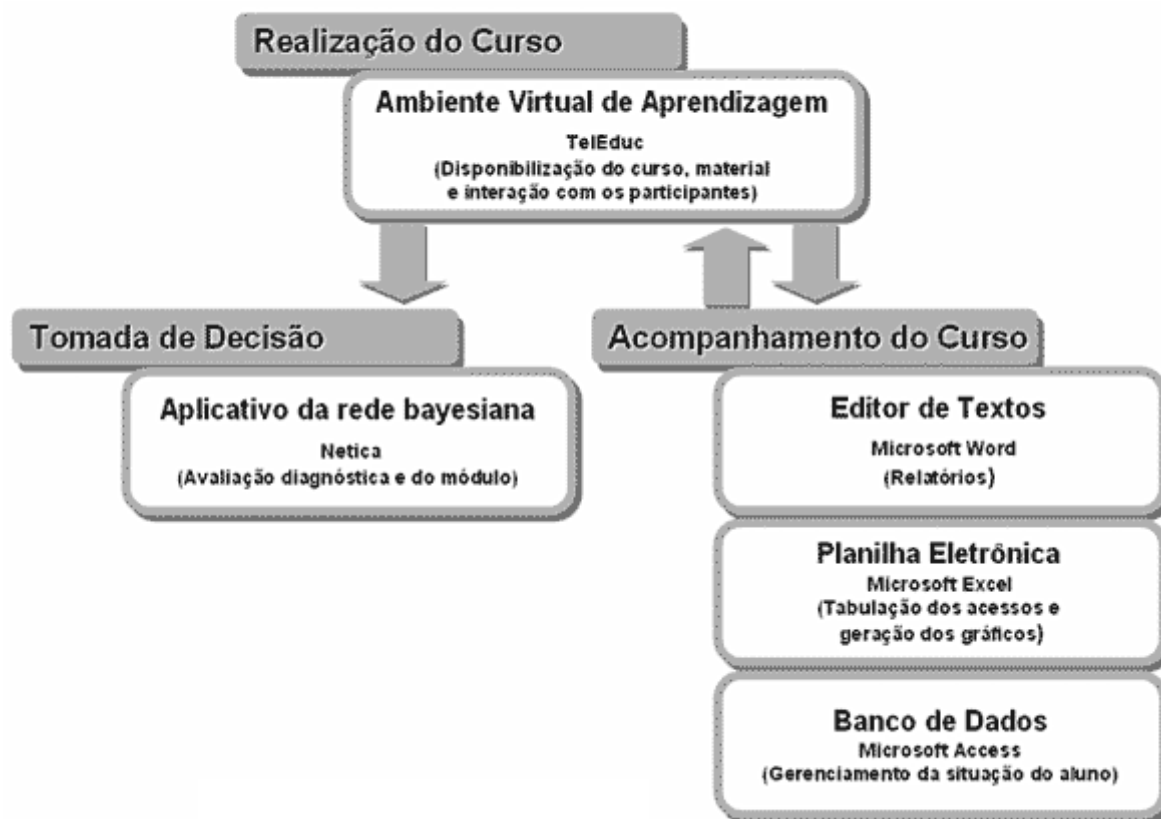 Realização do Curso
Ambiente Virtual de Aprendizagem
TelEduc
(Disponibilização do curso, material
e interação com os participantes)
Tomada de Decisão
Aplicativo da rede bayesiana
Netica
(Avaliação diagnóstica e do módulo)
Acompanhamento do Curso
Editor de Textos
Microsoft Word
(Relatórios)
Planilha Eletrônica
Microsoft Excel
(Tabulação dos acessos e
geração dos gráficos)
Banco de Dados
Microsoft Access
(Gerenciamento da situação do aluno)